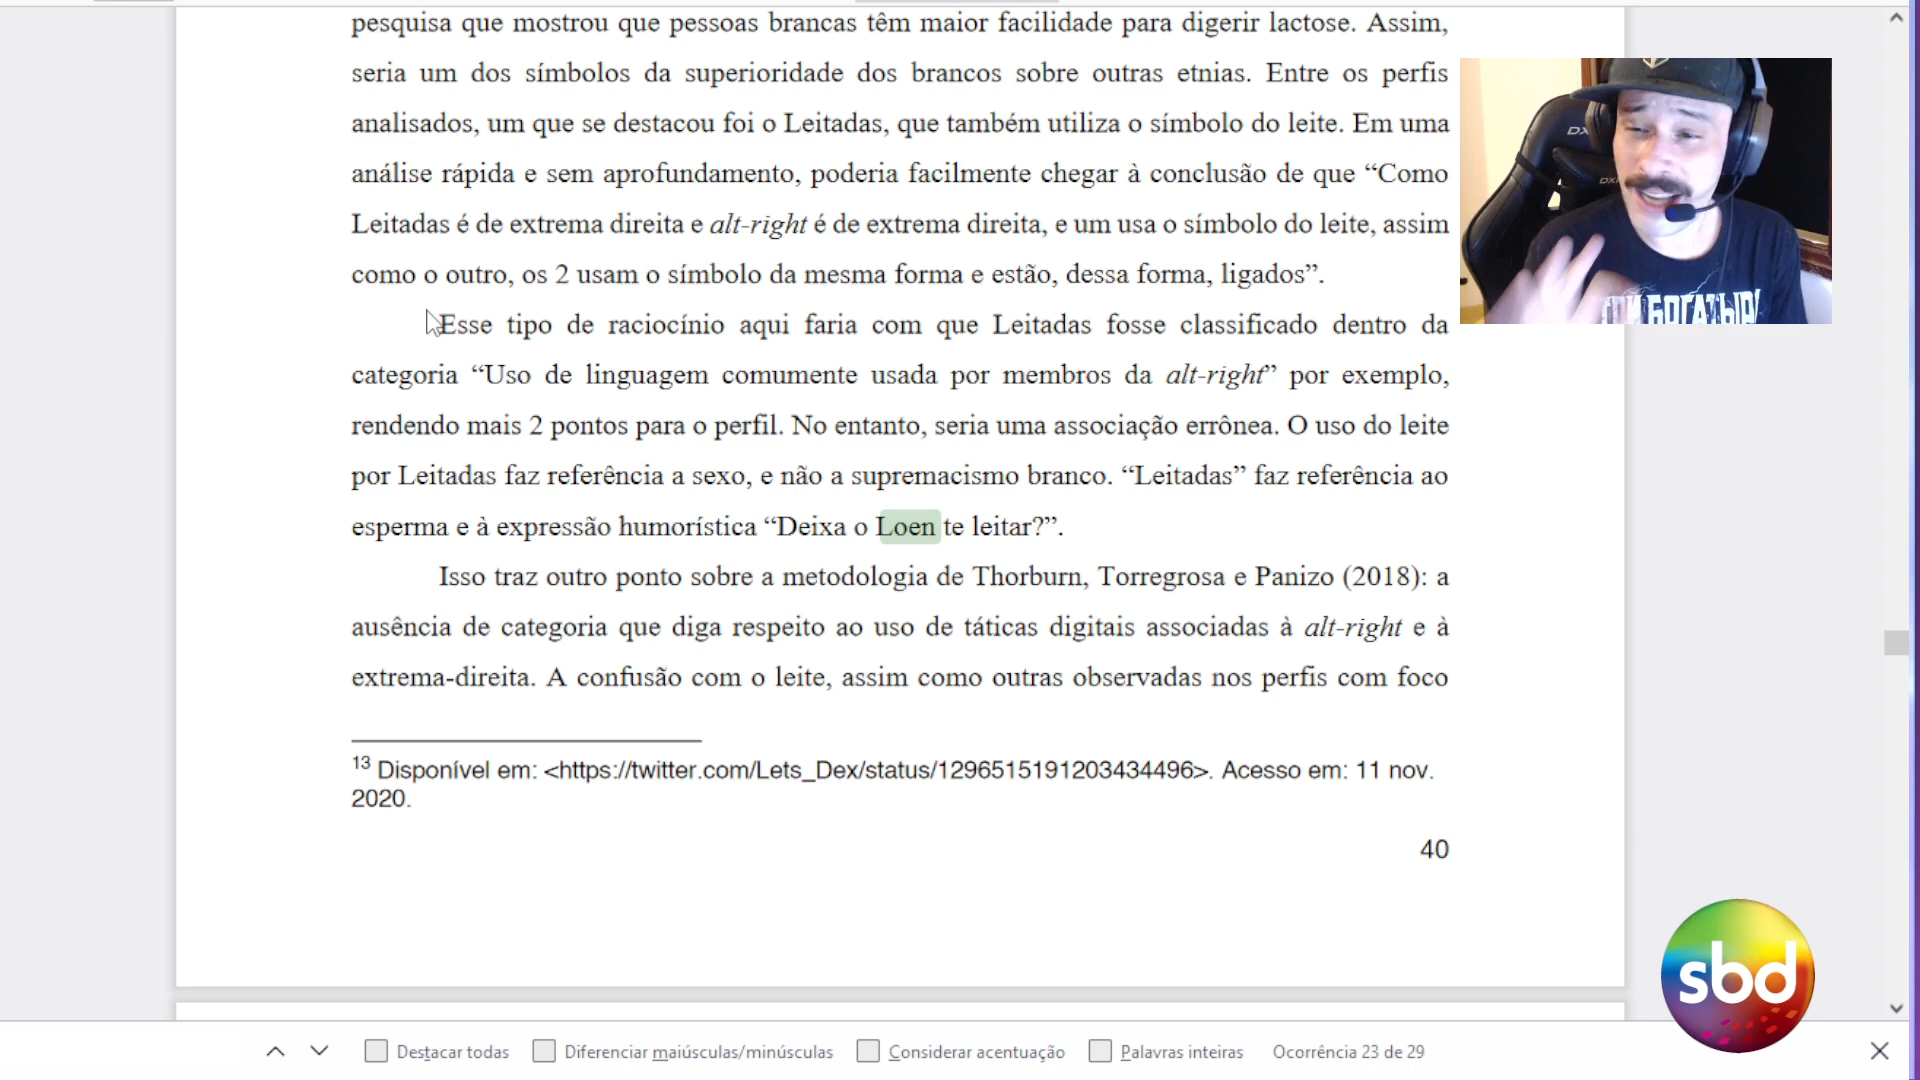 pesquisa que mostrou que pessoas brancas têm maior facilidade para digerir lactose. Assim,
seria um dos símbolos da superioridade dos brancos sobre outras etnias. Entre os perfis
analisados, um que se destacou foi o Leitadas, que também utiliza o símbolo do leite. Em uma
análise rápida e sem aprofundamento, poderia facilmente chegar à conclusão de que “Como
Leitadas é de extrema direita e alt-right é de extrema direita, e um usa o símbolo do leite, assim
como o outro, os 2 usam o símbolo da mesma forma e estão, dessa forma, ligados”.
Esse tipo de raciocínio aqui faria com que Leitadas fosse classificado dentro da
categoria “Uso de linguagem comumente usada por membros da alt-right” por exemplo,
rendendo mais 2 pontos para o perfil. No entanto, seria uma associação errônea. O uso do leite
por Leitadas faz referência a sexo, e não a supremacismo branco. “Leitadas” faz referência ao
esperma e à expressão humorística “Deixa o Loen te leitar?”.
Isso traz outro ponto sobre a metodologia de Thorburn, Torregrosa e Panizo (2018): a
ausência de categoria que diga respeito ao uso de táticas digitais associadas à alt-right e à
extrema-direita. A confusão com o leite, assim como outras observadas nos perfis com foco
13 Disponível em: <https://twitter.com/Lets_Dex/status/1296515191203434496>. Acesso em: 11 nov.
2020.
40
sbd
Destacar todas
Diferenciar maiúsculas/minúsculas
Considerar acentuação
Palavras inteiras
Ocorrência 23 de 29